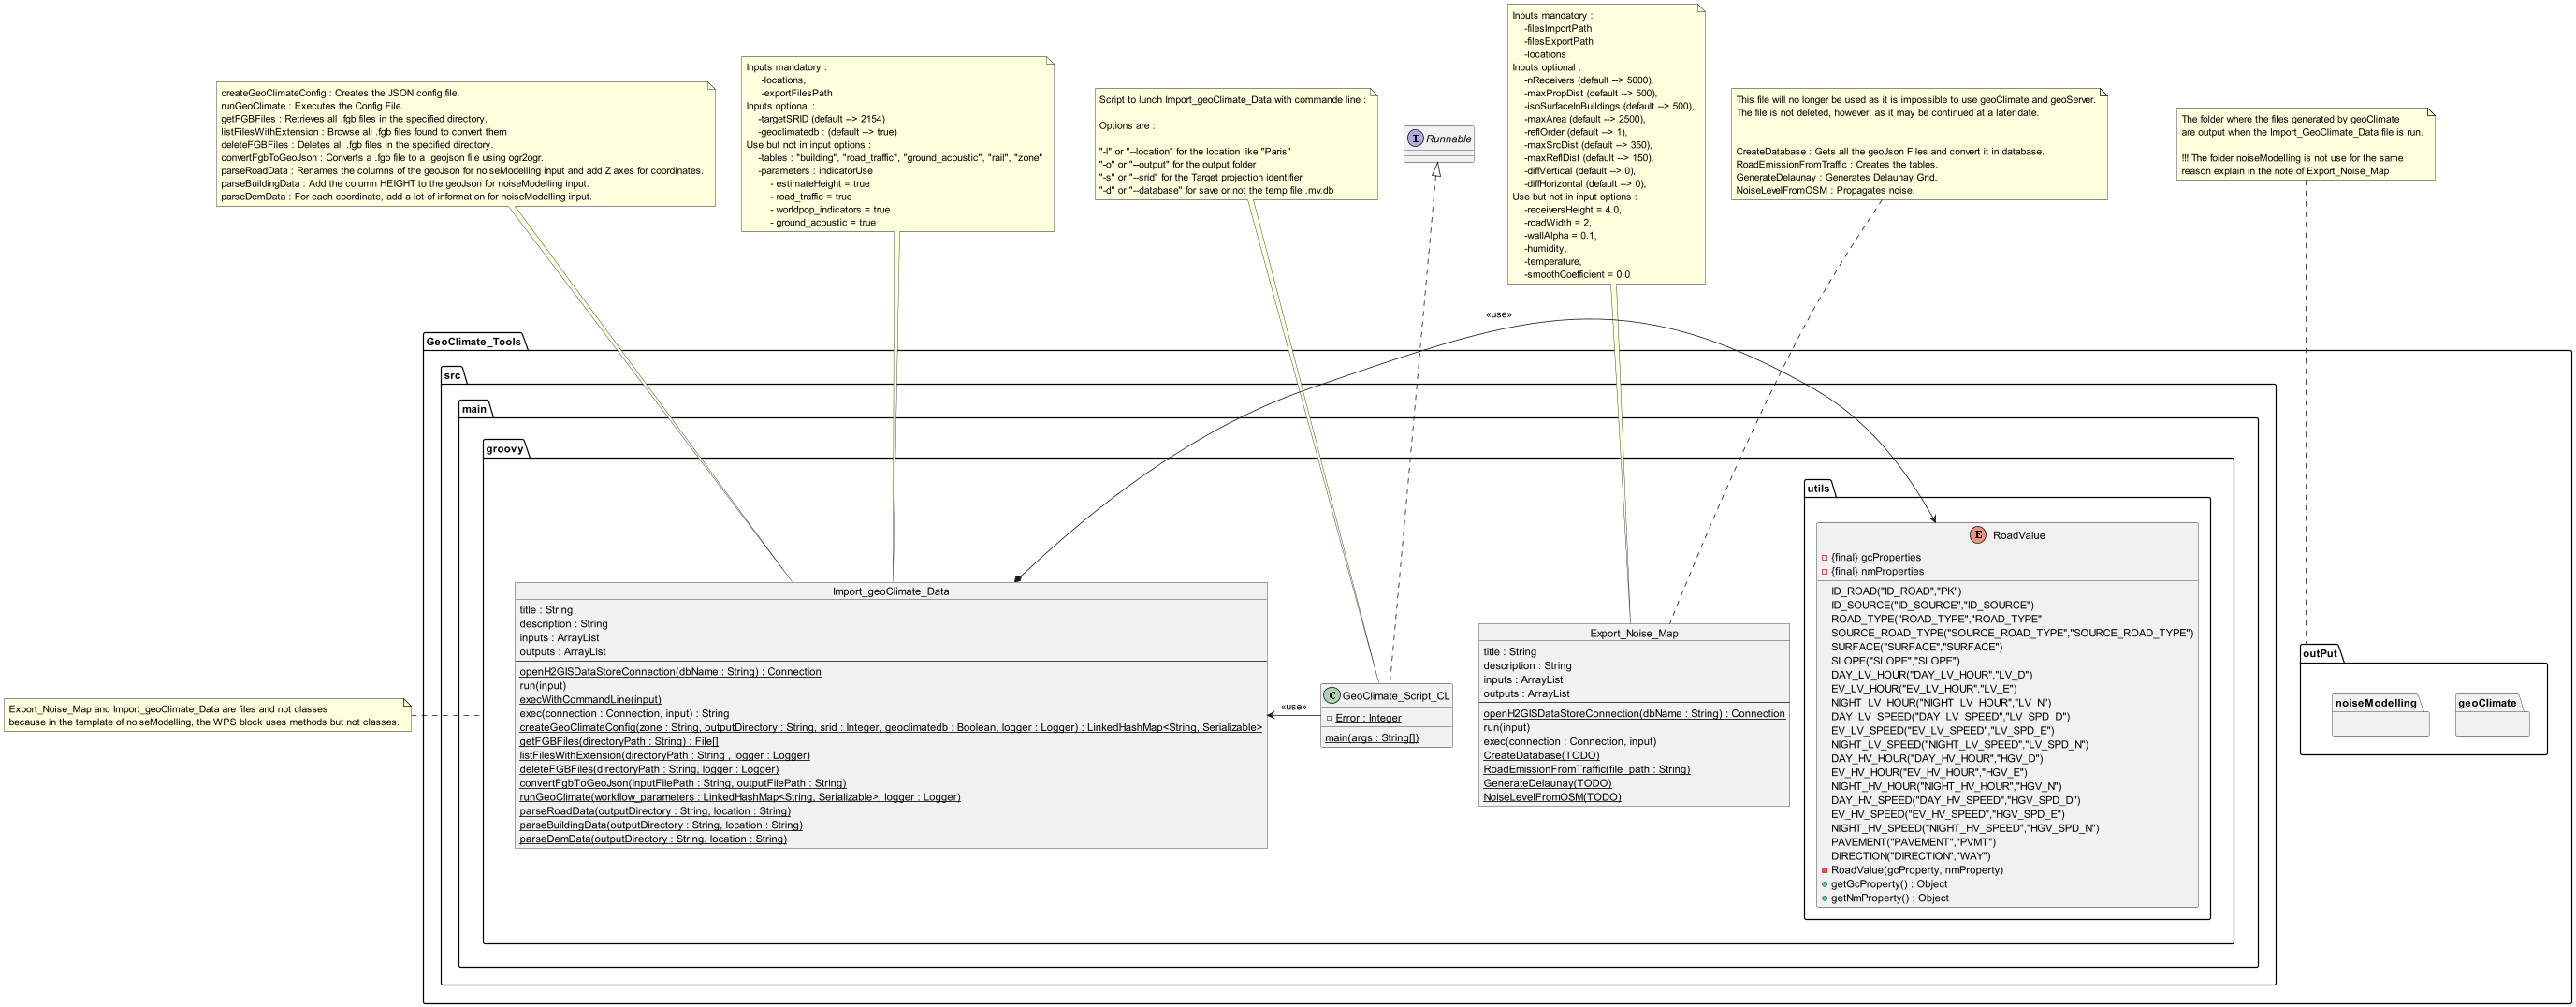 Inputs mandatory :
-filesImportPath
-filesExportPath
-locations
Inputs optional :
-nReceivers (default --> 5000),
-maxPropDist (default --> 500),
-isoSurfaceInBuildings (default --> 500),
-maxArea (default --> 2500),
-reflOrder (default --> 1),
-maxSrcDist (default --> 350),
-maxReflDist (default --> 150),
-diffVertical (default --> 0),
-diffHorizontal (default --> 0),
Use but not in input options :
-receiversHeight = 4.0,
-roadWidth = 2,
-wallAlpha = 0.1,
-humidity,
-temperature,
-smoothCoefficient = 0.0
createGeoClimateConfig : Creates the JSON config file.
runGeoClimate : Executes the Config File.
getFGBFiles : Retrieves all .fgb files in the specified directory.
listFilesWithExtension : Browse all .fgb files found to convert them
deleteFGBFiles : Deletes all .fgb files in the specified directory.
convertFgbToGeoJson : Converts a .fgb file to a .geojson file using ogr2ogr.
parseRoadData : Renames the columns of the geoJson for noiseModelling input and add Z axes for coordinates.
parseBuildingData : Add the column HEIGHT to the geoJson for noiseModelling input.
parseDemData : For each coordinate, add a lot of information for noiseModelling input.
Inputs mandatory :
-locations,
-exportFilesPath
Inputs optional :
-targetSRID (default --> 2154)
-geoclimatedb : (default --> true)
Use but not in input options :
-tables : "building", "road_traffic", "ground_acoustic", "rail", "zone"
-parameters : indicatorUse
- estimateHeight = true
- road_traffic = true
- worldpop_indicators = true
- ground_acoustic = true
Script to lunch Import_geoClimate_Data with commande line :
Options are :
"-l" or "--location" for the location like "Paris"
"-o" or "--output" for the output folder
"-s" or "--srid" for the Target projection identifier
"-d" or "--database" for save or not the temp file .mv.db
I Runnable
This file will no longer be used as it is impossible to use geoClimate and geoServer.
The file is not deleted, however, as it may be continued at a later date.
CreateDatabase : Gets all the geoJson Files and convert it in database.
RoadEmissionFromTraffic : Creates the tables.
GenerateDelaunay : Generates Delaunay Grid.
NoiseLevelFromOSM : Propagates noise.
The folder where the files generated by geoClimate
are output when the Import_GeoClimate_Data file is run.
!!! The folder noiseModelling is not use for the same
reason explain in the note of Export_Noise_Map
«use»
GeoClimate_Tools
src
main
groovy
utils
E RoadValue
{final} gcProperties
{final} nmProperties
ID_ROAD("ID_ROAD","PK")
ID_SOURCE("ID_SOURCE","ID_SOURCE")
ROAD_TYPE("ROAD_TYPE","ROAD_TYPE"
SOURCE_ROAD_TYPE("SOURCE_ROAD_TYPE","SOURCE_ROAD_TYPE")
SURFACE("SURFACE","SURFACE")
SLOPE("SLOPE","SLOPE")
DAY_LV_HOUR("DAY_LV_HOUR","LV_D")
EV_LV_HOUR("EV_LV_HOUR","LV_E")
NIGHT_LV_HOUR("NIGHT_LV_HOUR","LV_N")
DAY_LV_SPEED("DAY_LV_SPEED","LV_SPD_D")
EV_LV_SPEED("EV_LV_SPEED","LV_SPD_E")
NIGHT_LV_SPEED("NIGHT_LV_SPEED","LV_SPD_N")
DAY_HV_HOUR("DAY_HV_HOUR","HGV_D")
EV_HV_HOUR("EV_HV_HOUR","HGV_E")
NIGHT_HV_HOUR("NIGHT_HV_HOUR","HGV_N")
DAY_HV_SPEED("DAY_HV_SPEED","HGV_SPD_D")
EV_HV_SPEED("EV_HV_SPEED","HGV_SPD_E")
NIGHT_HV_SPEED("NIGHT_HV_SPEED","HGV_SPD_N")
PAVEMENT("PAVEMENT","PVMT")
DIRECTION("DIRECTION","WAY")
RoadValue(gcProperty, nmProperty)
getGcProperty() : Object
getNmProperty() : Object
Import_geoClimate_Data
title : String
description : String
inputs : ArrayList
outputs : ArrayList
openH2GISDataStoreConnection(dbName : String) : Connection
run(input)
execWithCommandLine(input)
exec(connection : Connection, input) : String
createGeoClimateConfig(zone : String, outputDirectory : String, srid : Integer, geoclimatedb : Boolean, logger : Logger) : LinkedHashMap<String, Serializable>
getFGBFiles(directoryPath : String) : File[]
listFilesWithExtension(directoryPath : String , logger : Logger)
deleteFGBFiles(directoryPath : String, logger : Logger)
convertFgbToGeoJson(inputFilePath : String, outputFilePath : String)
runGeoClimate(workflow_parameters : LinkedHashMap<String, Serializable>, logger : Logger)
parseRoadData(outputDirectory : String, location : String)
parseBuildingData(outputDirectory : String, location : String)
parseDemData(outputDirectory : String, location : String)
«use»
C GeoClimate_Script_CL
Error : Integer
main(args : String[])
Export_Noise_Map
title : String
description : String
inputs : ArrayList
outputs : ArrayList
openH2GISDataStoreConnection(dbName : String) : Connection
run(input)
exec(connection : Connection, input)
CreateDatabase(TODO)
RoadEmissionFromTraffic(file_path : String)
GenerateDelaunay(TODO)
NoiseLevelFromOSM(TODO)
outPut
noiseModelling
geoClimate
Export_Noise_Map and Import_geoClimate_Data are files and not classes
because in the template of noiseModelling, the WPS block uses methods but not classes.